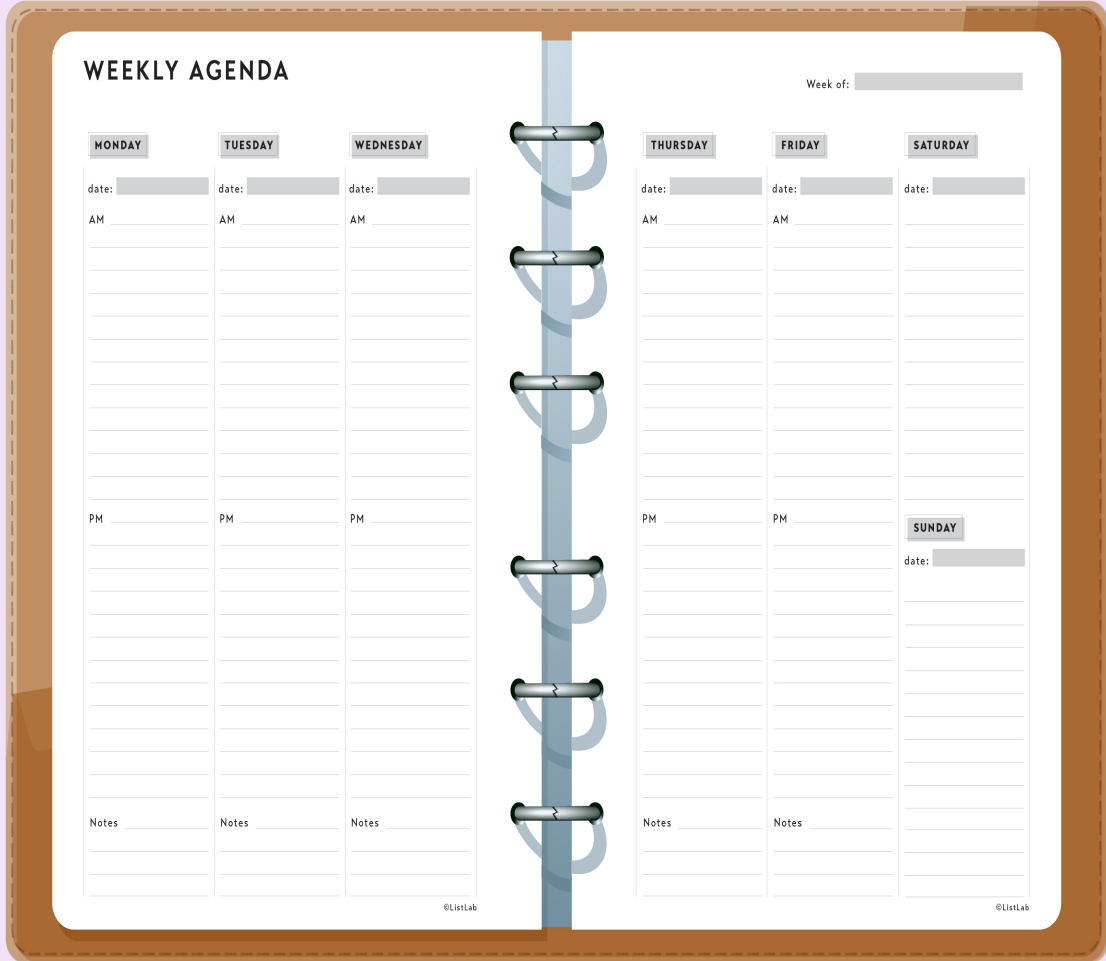 WEEKLY AGENDA
Week of:
MONDAY TUESDAY WEDNESDAY THURSDAY FRIDAY SATURDAY
date: date: date: date: date: date:
AM AM AM AM AM
PM PM PM PM PM
SUNDAY
date:
Notes Notes Notes Notes Notes
©ListLab ©ListLab